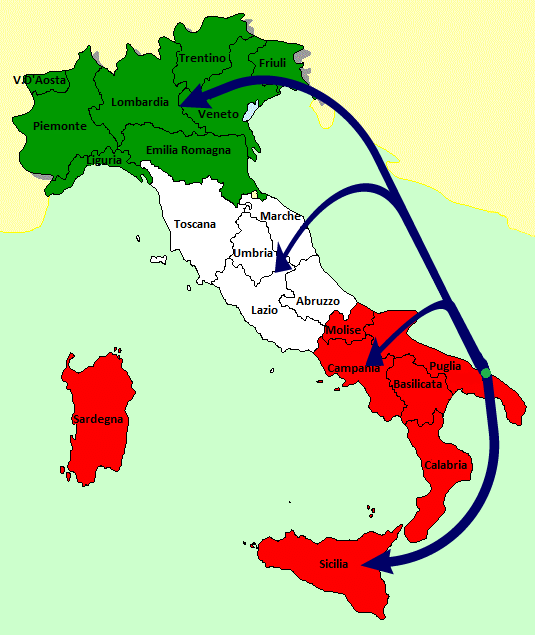 Trentino
Friuli
V.D'Aosta
Lombardia
Veneto
Piemonte
Emilia Romagna
Liguria
Toscana
Marche
Umbria
Lazio
Abruzzo
Molise
Campania
Puglia
Basilicata
Sardegna
Calabria
Sicilia